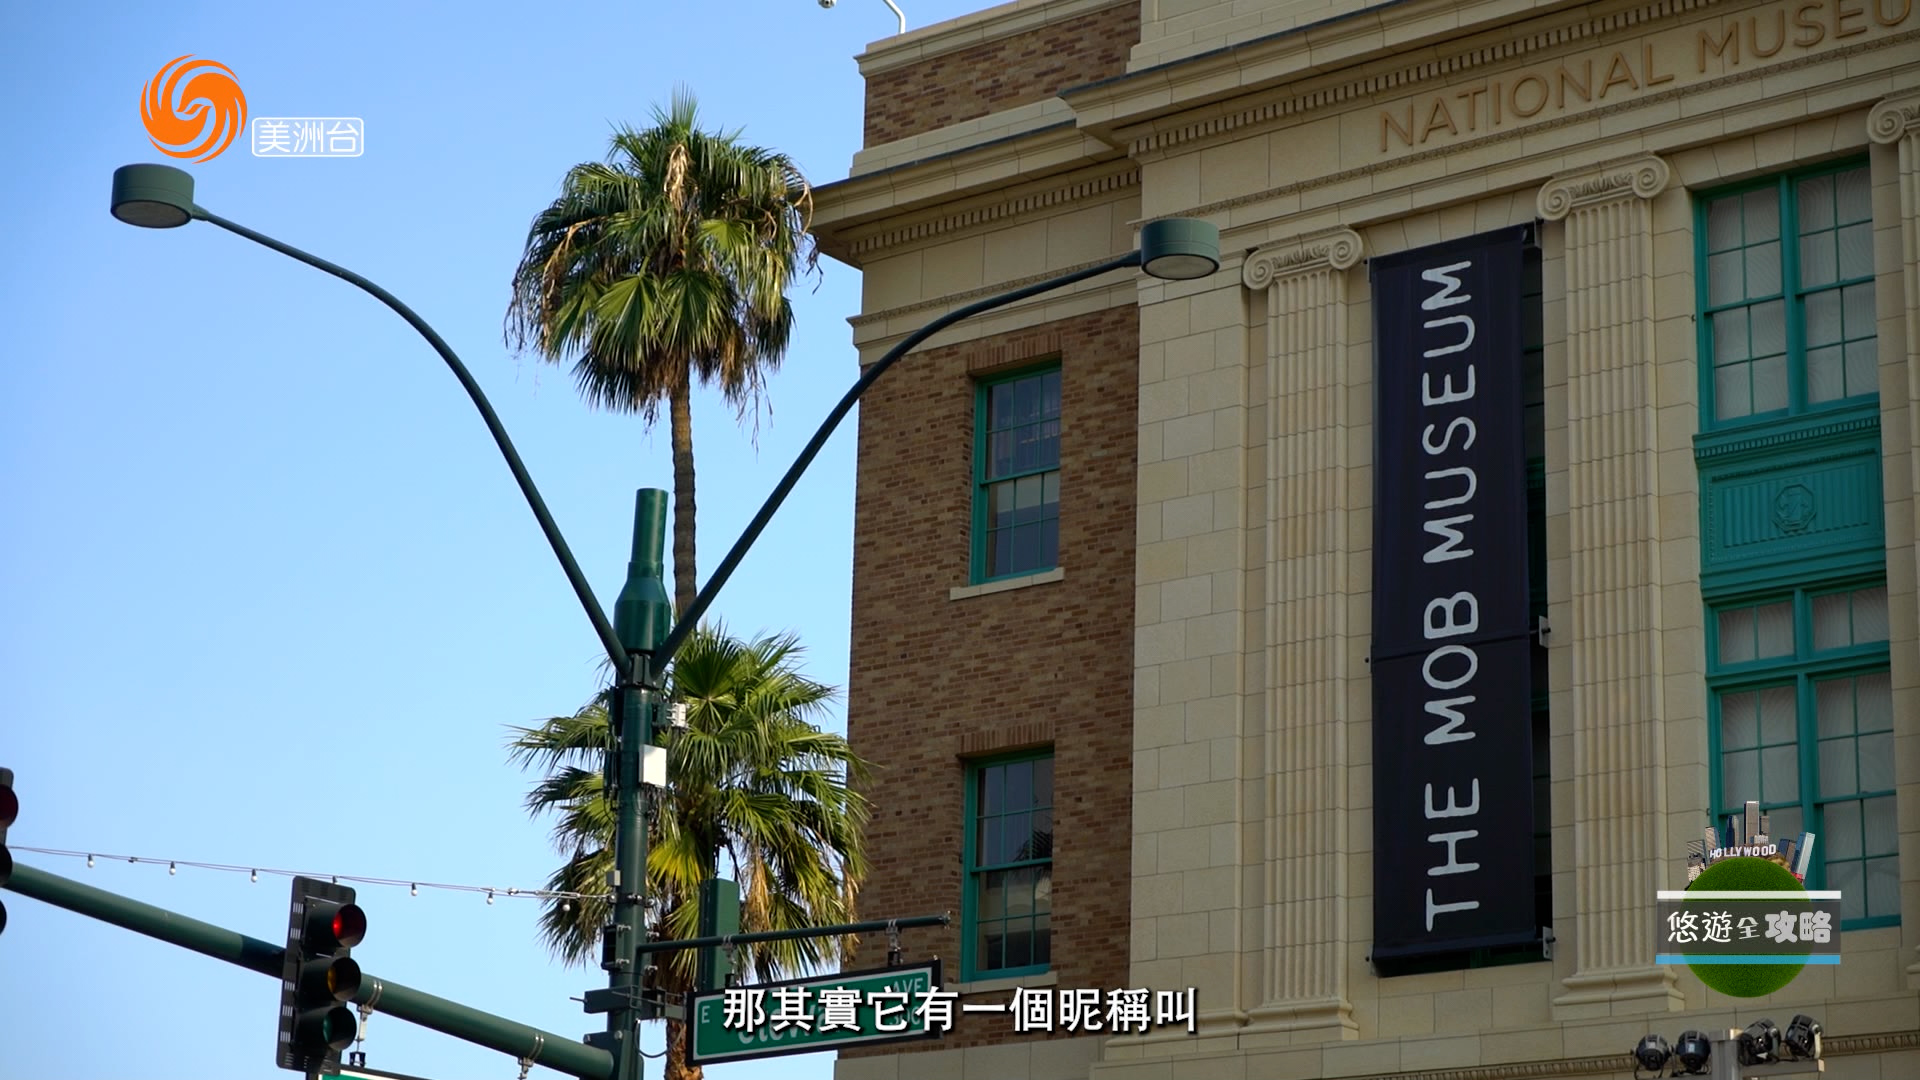 美洲台
NATIONAL MUSEU
THE MOB MUSEUM
HOLLYWOOD
悠遊全攻略
E
AVE
那其實它有一個昵稱叫